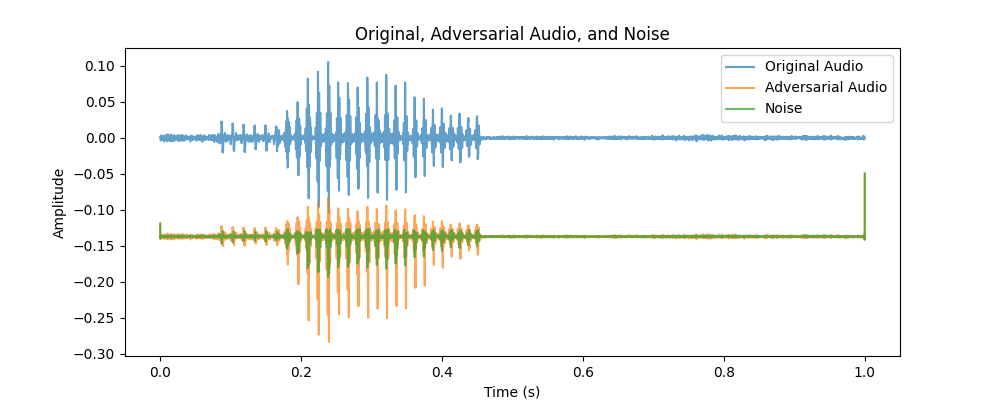 Original, Adversarial Audio, and Noise
Original Audio
Adversarial Audio
Noise
Amplitude
0.10
0.05
0.00
−0.05
−0.10
−0.15
−0.20
−0.25
−0.30
0.0
0.2
0.4
0.6
0.8
1.0
Time (s)